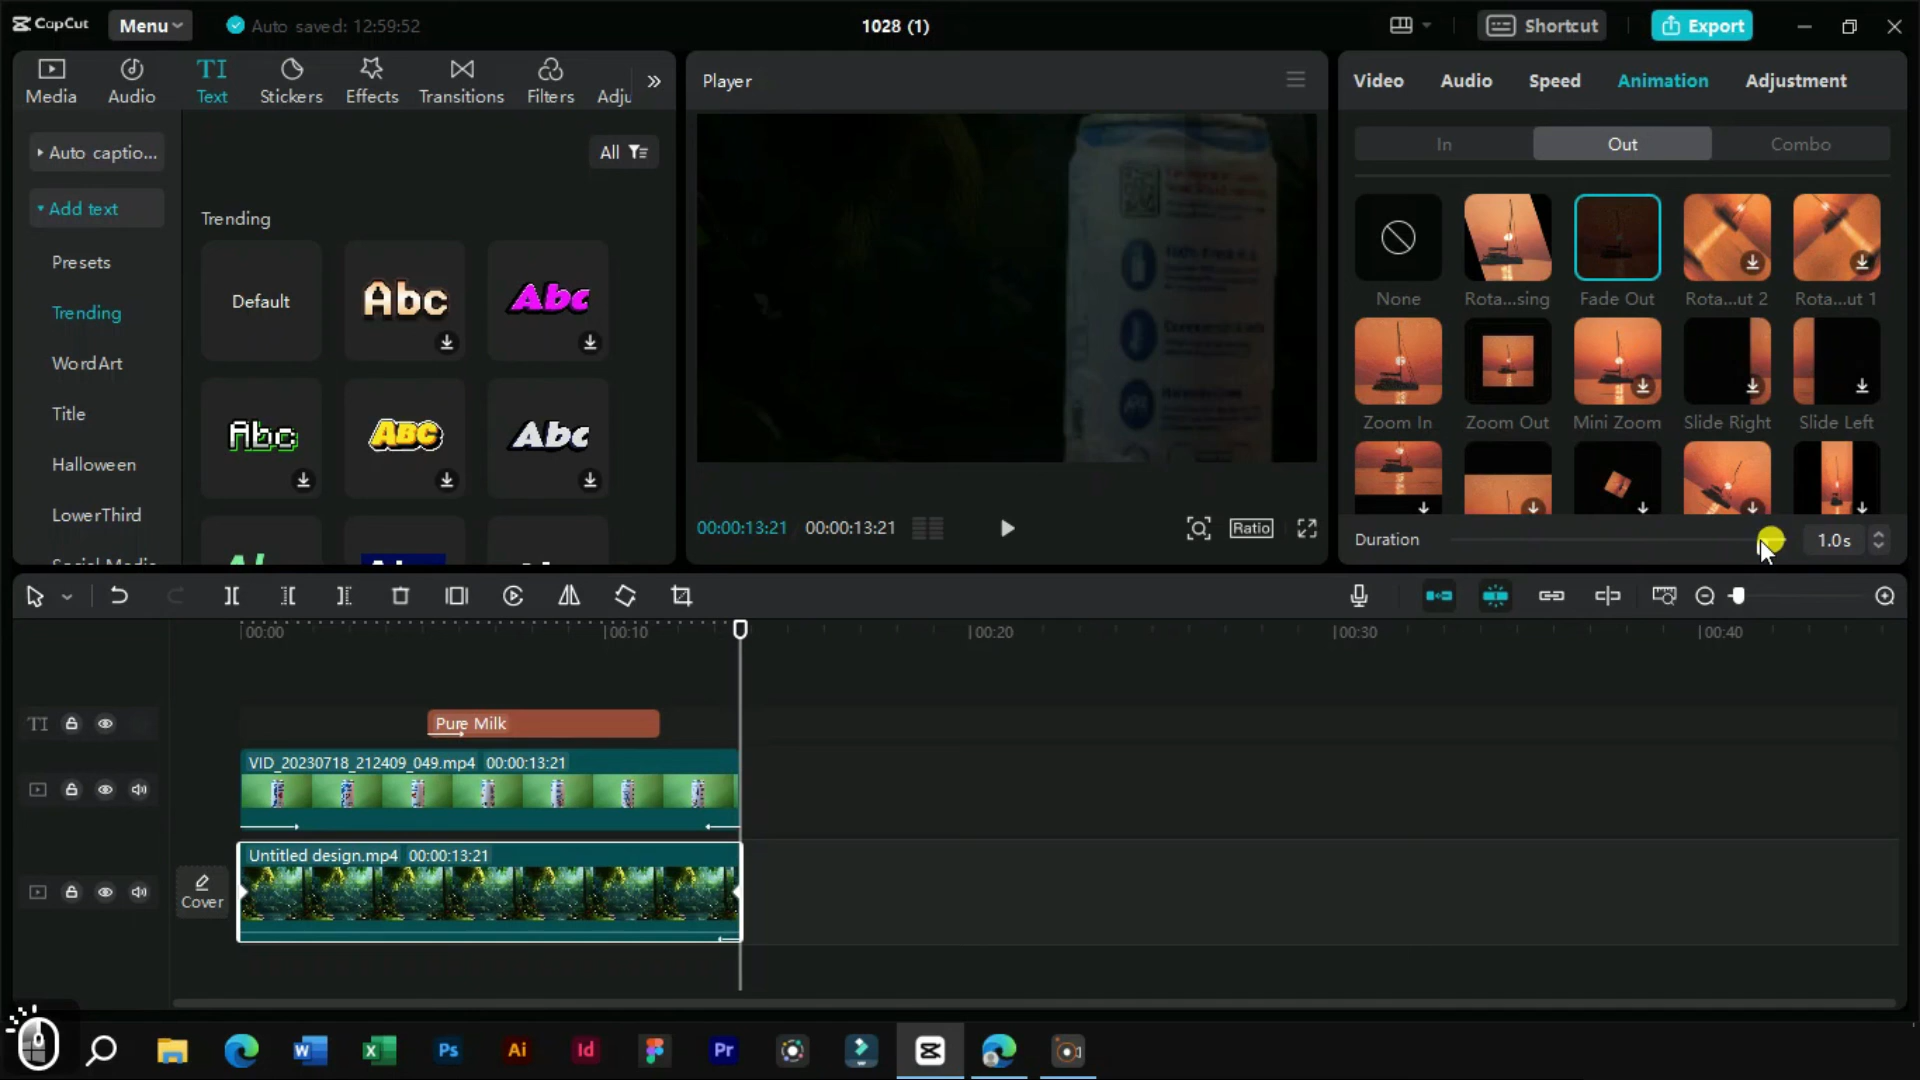 CapCut
Menu
Auto saved: 12:59:52
1028 (1)
Shortcut
Export
Media
Audio
Text
Stickers
Effects
Transitions
Filters
Adju
Auto captio...
Add text
Presets
Trending
WordArt
Title
Halloween
LowerThird
All
Trending
Default
Abc
Abc
Abc
ABC
Abc
Player
00:00:13:21
00:00:13:21
Ratio
Video
Audio
Speed
Animation
Adjustment
In
Out
Combo
None
Rota...sing
Fade Out
Rota...ut 2
Rota...ut 1
Zoom In
Zoom Out
Mini Zoom
Slide Right
Slide Left
Duration
1.0s
00:00
00:10
00:20
00:30
00:40
TI
Pure Milk
VID_20230718_212409_049.mp4 00:00:13:21
Cover
Untitled design.mp4 00:00:13:21
Ps
Ai
Id
Pr